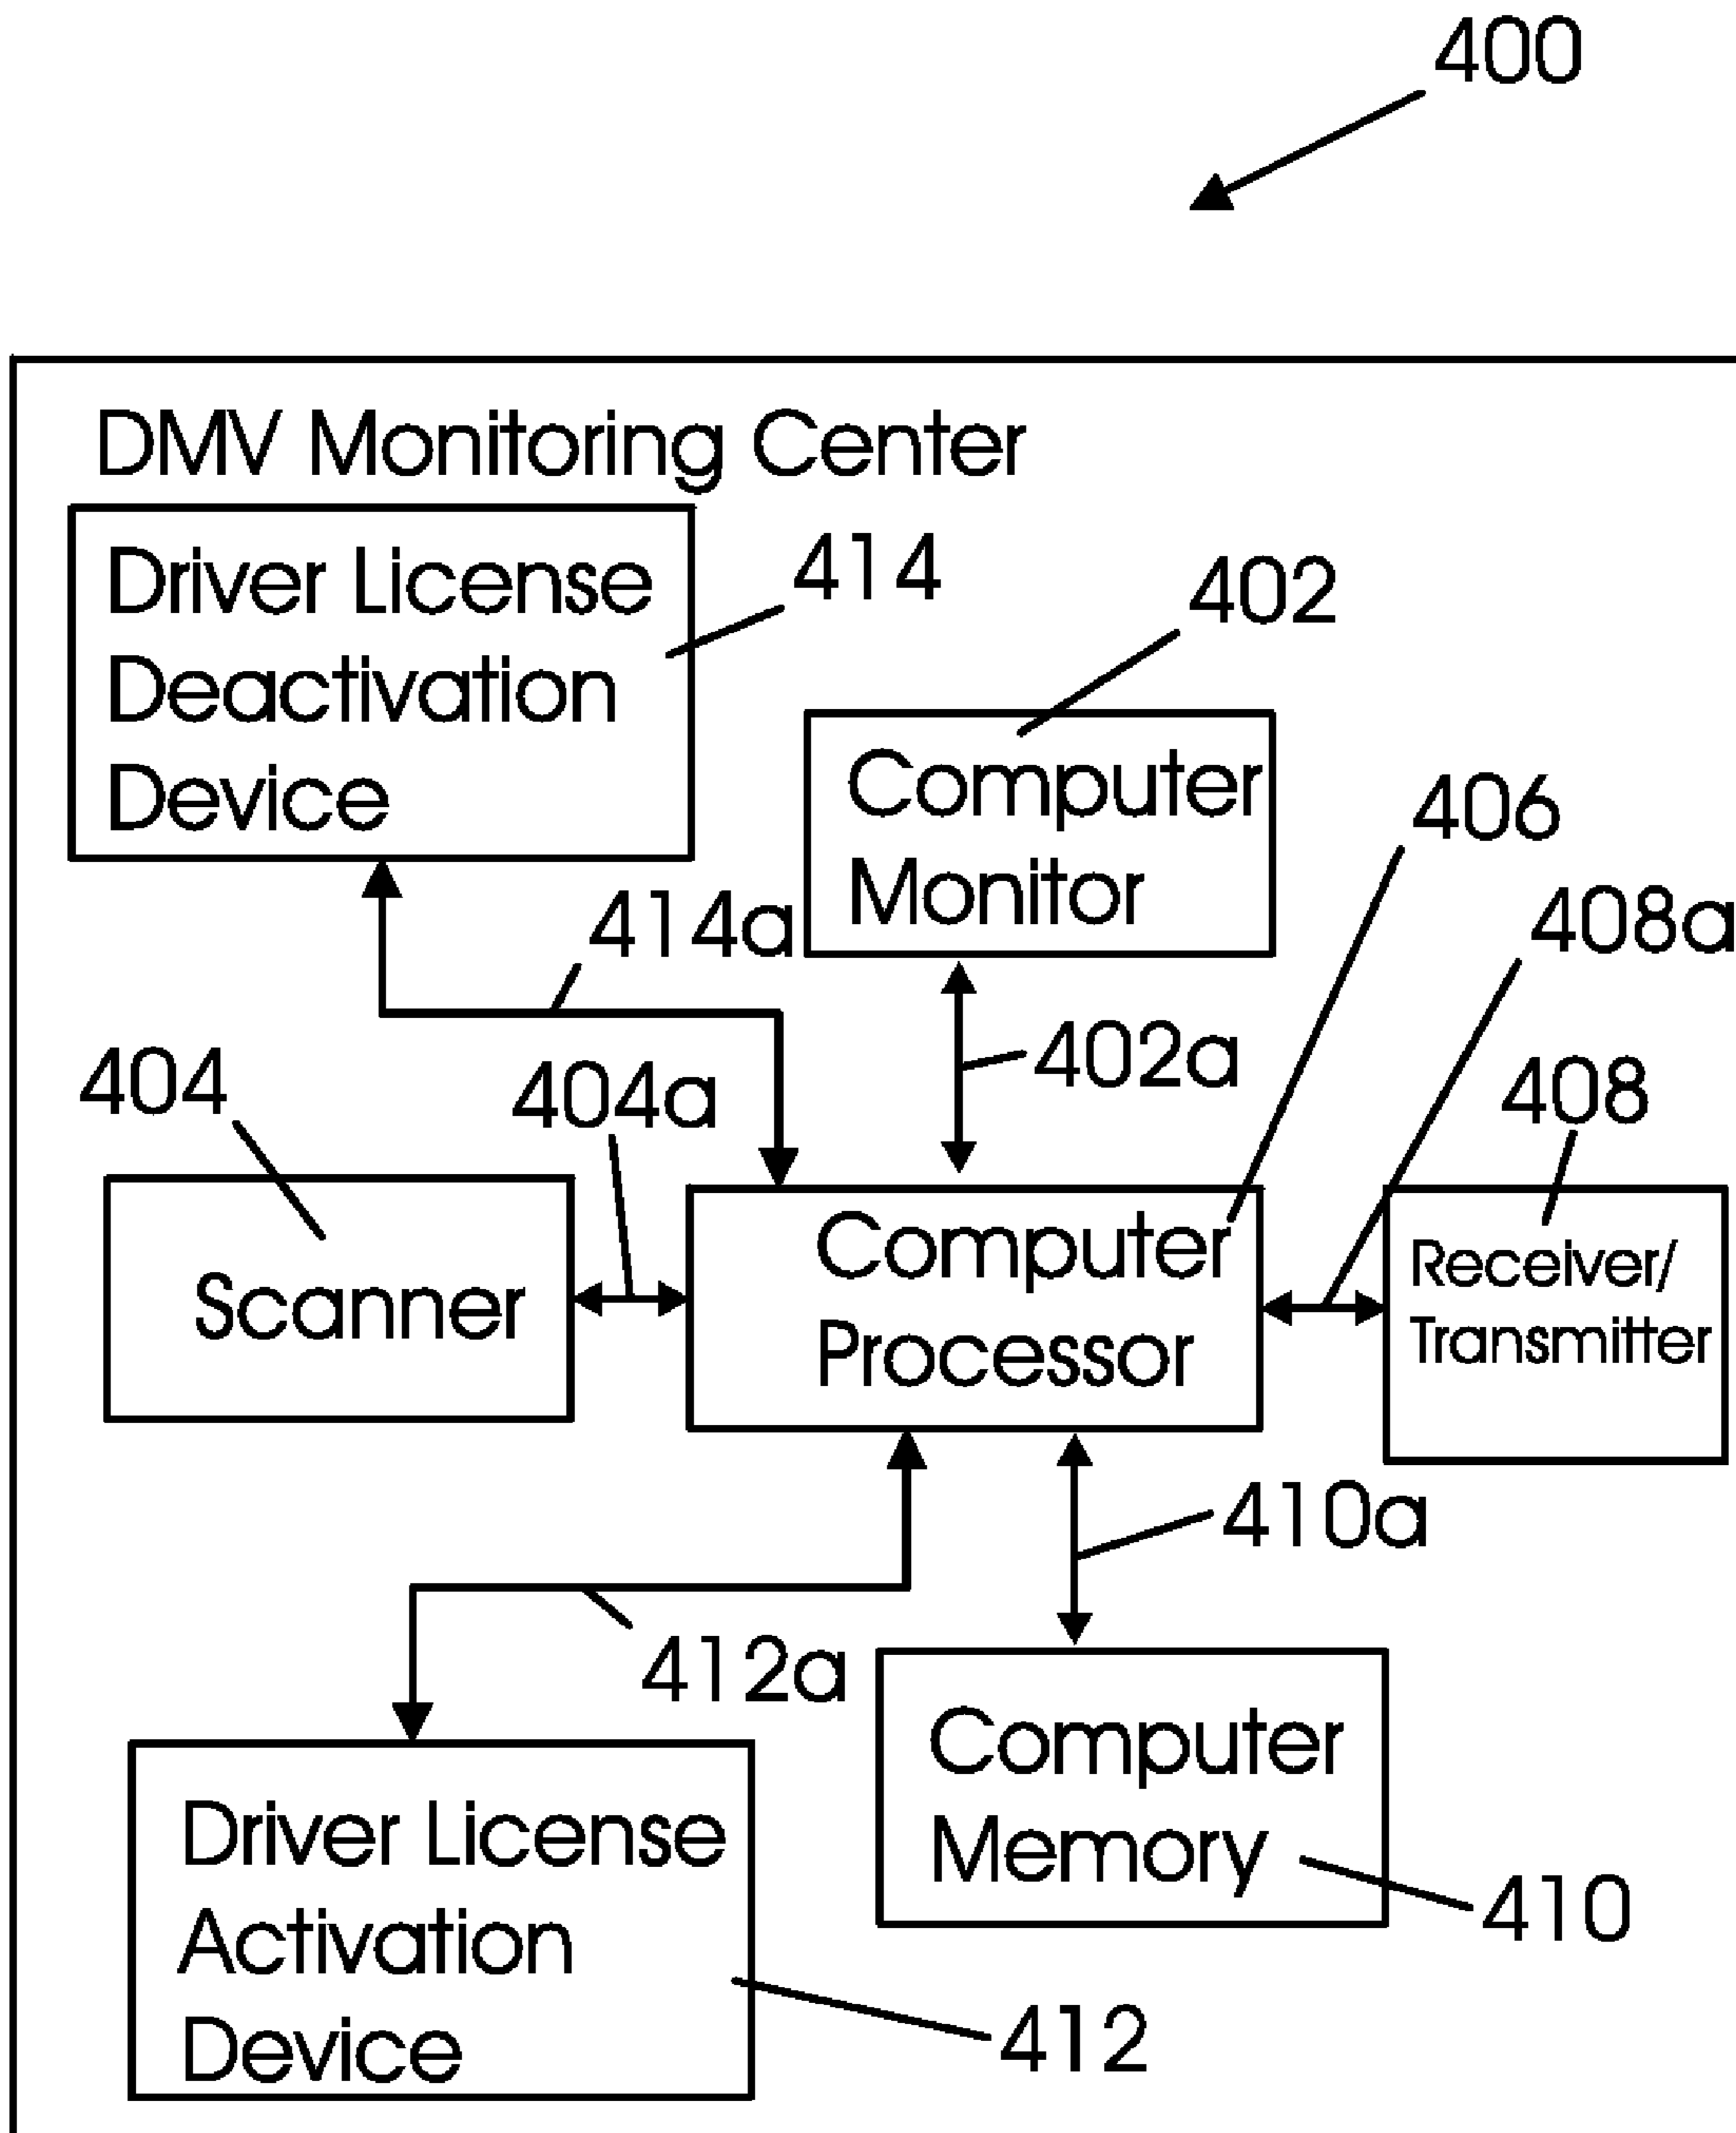 400
DMV Monitoring Center
Driver License
Deactivation
Device
414
402
Computer
Monitor
406
414a
408a
402a
404
404a
408
Scanner
Computer
Processor
Receiver/
Transmitter
410a
412a
Computer
Memory
410
Driver License
Activation
Device
412